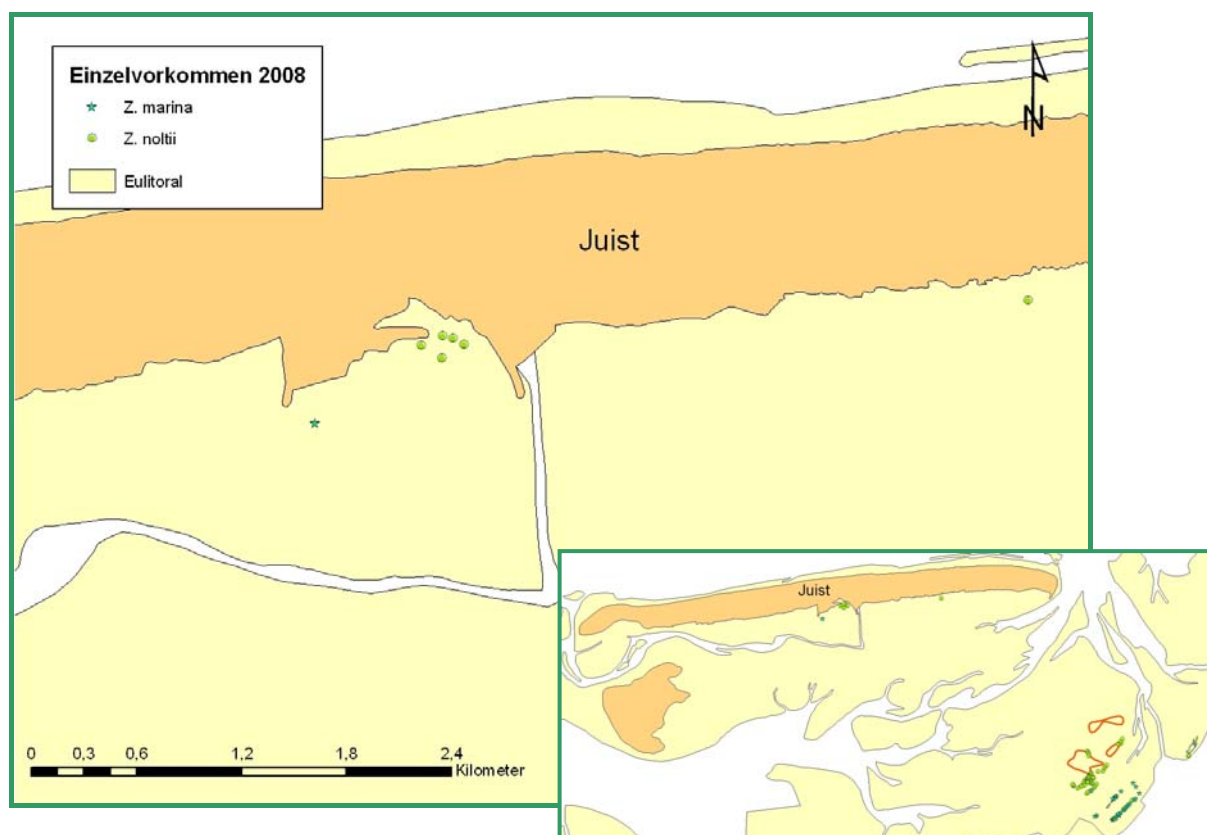 Einzelvorkommen 2008
Z. marina
Z. noltii
Eulitoral
N
Juist
0 0,3 0,6 1,2 1,8 2,4
Kilometer
Juist